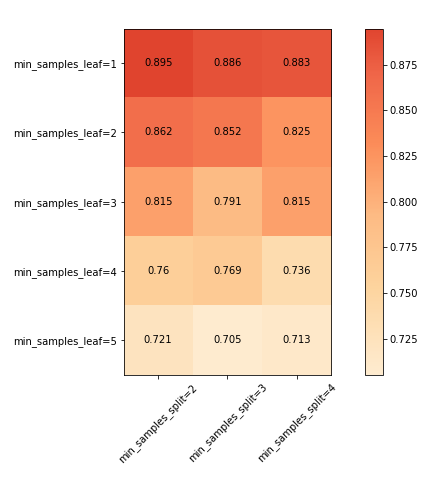 min_samples_leaf=1 0.895 0.886 0.883
min_samples_leaf=2 0.862 0.852 0.825
min_samples_leaf=3 0.815 0.791 0.815
min_samples_leaf=4 0.76 0.769 0.736
min_samples_leaf=5 0.721 0.705 0.713
min_samples_split=2
min_samples_split=3
min_samples_split=4
0.875
0.850
0.825
0.800
0.775
0.750
0.725